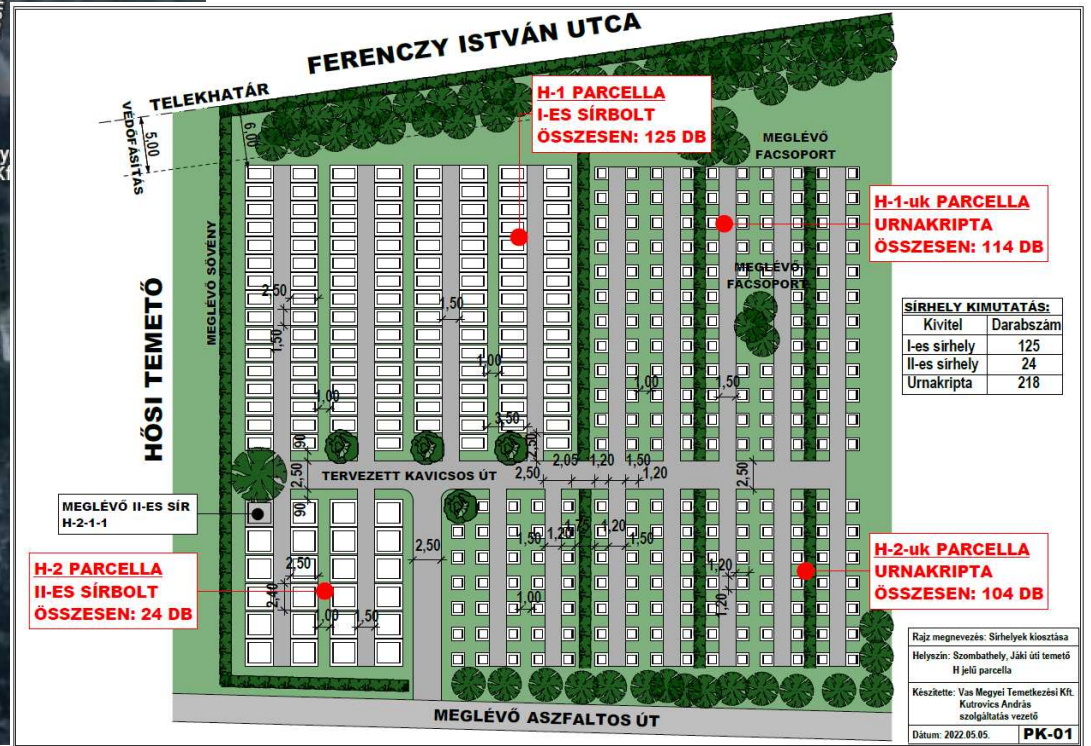 FERENCZY ISTVÁN UTCA
TELEKHATÁR
VÉDŐFÁSÍTÁS
5,00
6,00
H-1 PARCELLA
I-ES SÍRBOLT
ÖSSZESEN: 125 DB
MEGLÉVŐ
FACSOPORT
H-1-uk PARCELLA
URNAKRIPTA
ÖSSZESEN: 114 DB
MEGLÉVŐ
FACSOPORT
HŐSI TEMETŐ
MEGLÉVŐ SÖVÉNY
2,50
1,50
1,50
1,00
1,00
1,00
1,50
3,50
2,50
SÍRHELY KIMUTATÁS:
Kivitel Darabszám
I-es sírhely 125
II-es sírhely 24
Urnakripta 218
90
2,50
90
TERVEZETT KAVICSOS ÚT
2,50
2,05
1,20
1,50
1,20
2,50
MEGLÉVŐ II-ES SÍR
H-2-1-1
2,50
1,50
1,20
1,75
1,20
1,50
1,00
H-2 PARCELLA
II-ES SÍRBOLT
ÖSSZESEN: 24 DB
2,50
2,40
1,00
1,50
1,20
1,20
H-2-uk PARCELLA
URNAKRIPTA
ÖSSZESEN: 104 DB
MEGLÉVŐ ASZFALTOS ÚT
Rajz megnevezés: Sírhelyek kiosztása
Helyszín: Szombathely, Jáki úti temető
H jelű parcella
Készítette: Vas Megyei Temetkezési Kft.
Kutrovics András
szolgáltatás vezető
Dátum: 2022.05.05. PK-01